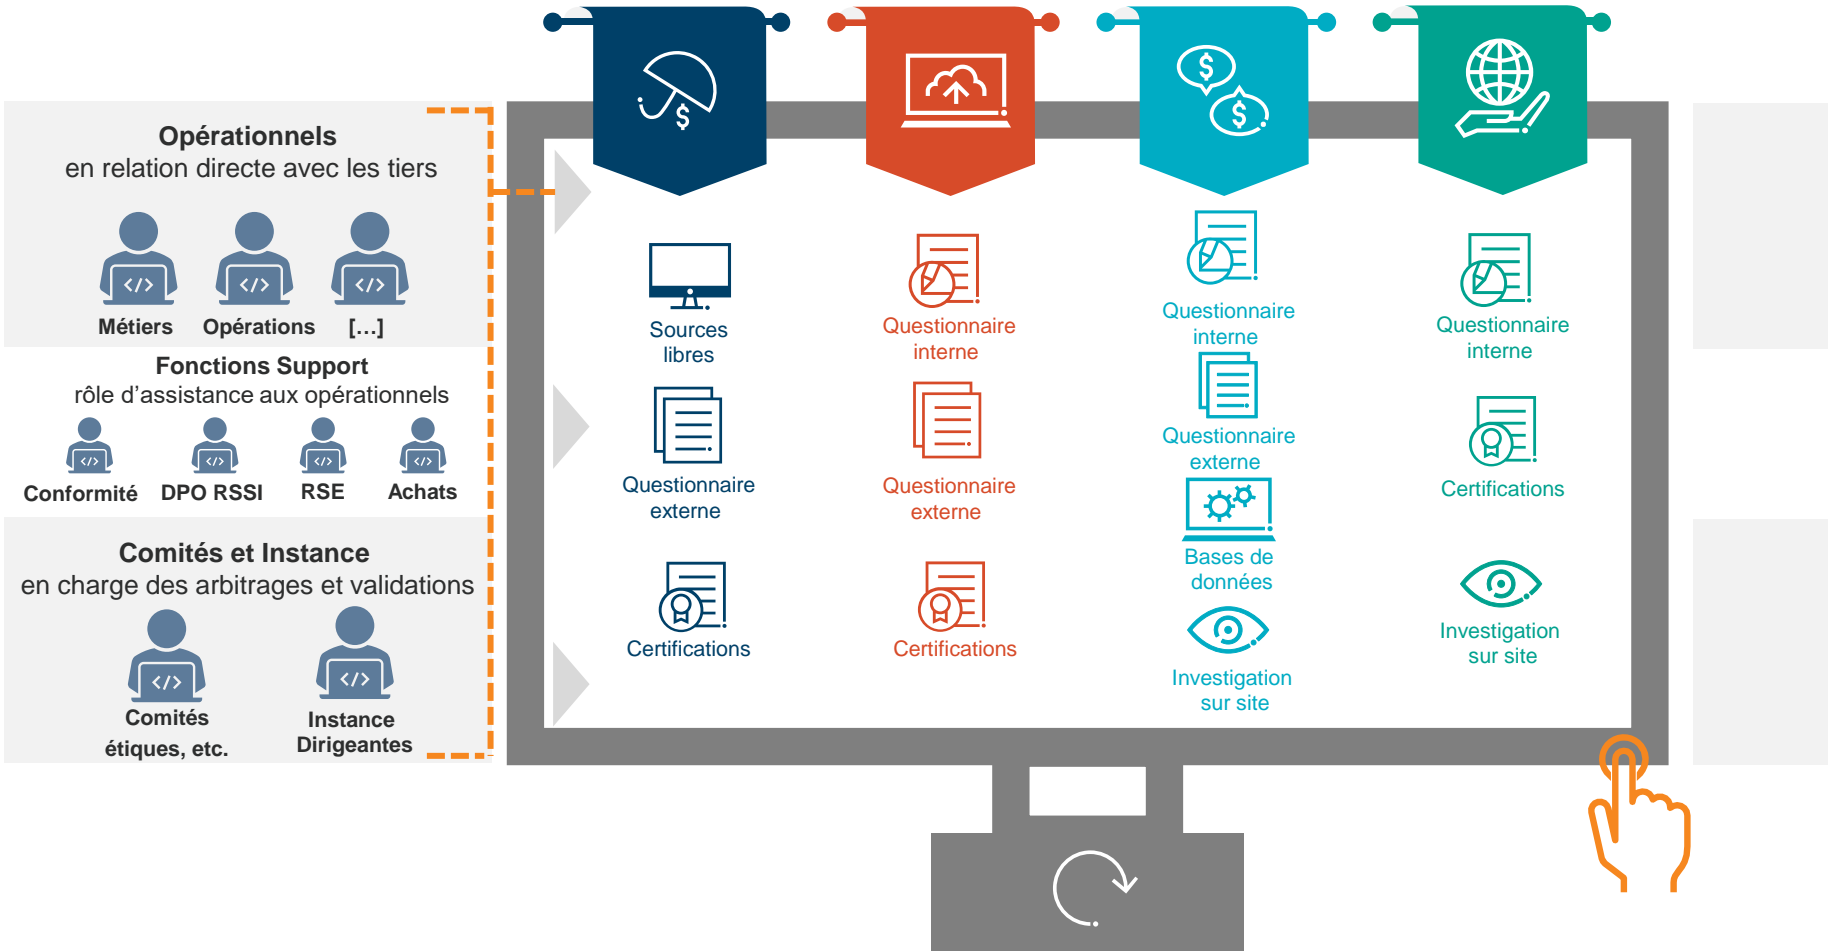 Opérationnels
en relation directe avec les tiers
</> </> </>
Métiers Opérations [...]
Fonctions Support
rôle d'assistance aux opérationnels
</> </> </> </>
Conformité DPO RSSI RSE Achats
Comités et Instance
en charge des arbitrages et validations
</> </>
Comités
étiques, etc.
Instance
Dirigeantes
$
Sources
libres
Questionnaire
externe
Certifications
Questionnaire
interne
Questionnaire
externe
Certifications
$
$
Questionnaire
interne
Questionnaire
externe
Bases de
données
Investigation
sur site
Questionnaire
interne
Certifications
Investigation
sur site